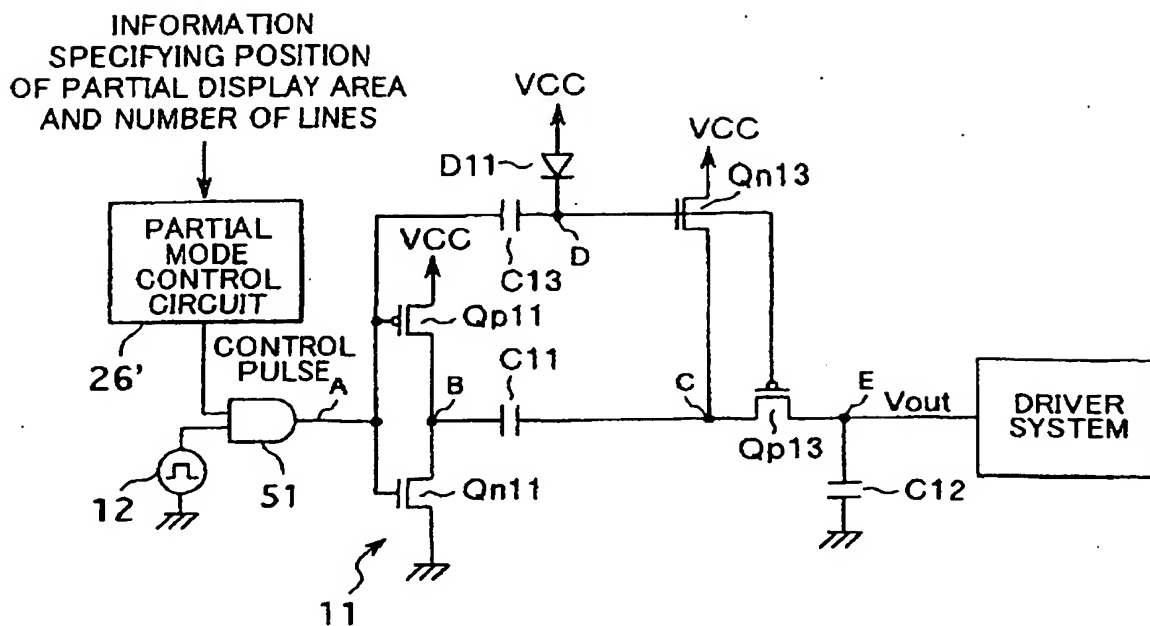 INFORMATION
SPECIFYING POSITION
OF PARTIAL DISPLAY AREA
AND NUMBER OF LINES
VCC
VCC
D11
Qn13
PARTIAL
MODE
CONTROL
CIRCUIT
VCC
D
C13
Qp11
26'
CONTROL
PULSE
A
C11
B
C
E
Vout
DRIVER
SYSTEM
Qp13
12
51
Qn11
C12
11